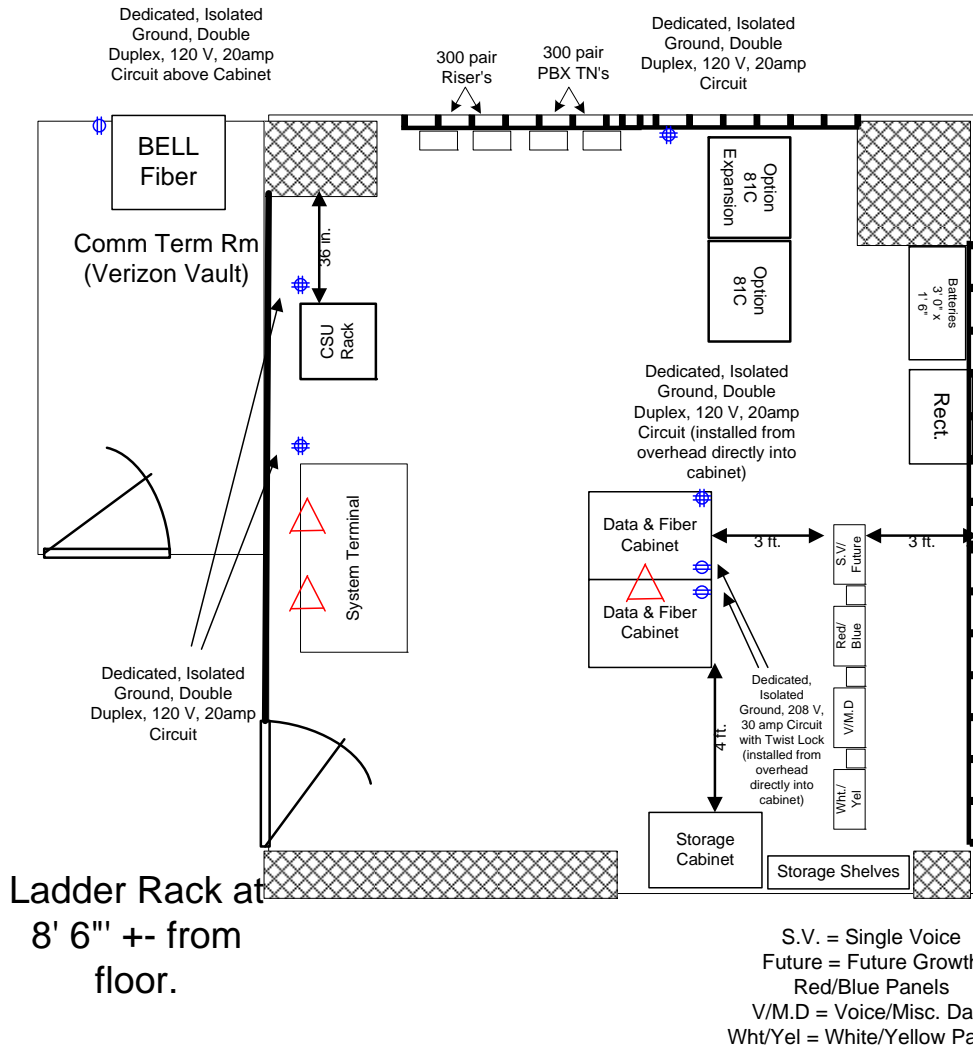 Dedicated, Isolated
Ground, Double
Duplex, 120 V, 20amp
Circuit above Cabinet
300 pair
Riser's
300 pair
PBX TN's
Dedicated, Isolated
Ground, Double
Duplex, 120 V, 20amp
Circuit
BELL
Fiber
Comm Term Rm
(Verizon Vault)
36 in.
CSU
Rack
Option
81C
Expansion
Option
81C
Batteries
3' 0" x
1' 6"
Rect.
Dedicated, Isolated
Ground, Double
Duplex, 120 V, 20amp
Circuit (installed from
overhead directly into
cabinet)
System Terminal
Data & Fiber
Cabinet
Data & Fiber
Cabinet
3 ft.
3 ft.
S.V/
Future
Red/
Blue
V/M.D
Wht./
Yel
Dedicated, Isolated
Ground, Double
Duplex, 120 V, 20amp
Circuit
Dedicated,
Isolated
Ground, 208 V,
30 amp Circuit
with Twist Lock
(installed from
overhead
directly into
cabinet)
4 ft.
Storage
Cabinet
Storage Shelves
Ladder Rack at
8' 6"' +- from
floor.
S.V. = Single Voice
Future = Future Growth
Red/Blue Panels
V/M.D = Voice/Misc. Da
Wht/Yel = White/Yellow Pa